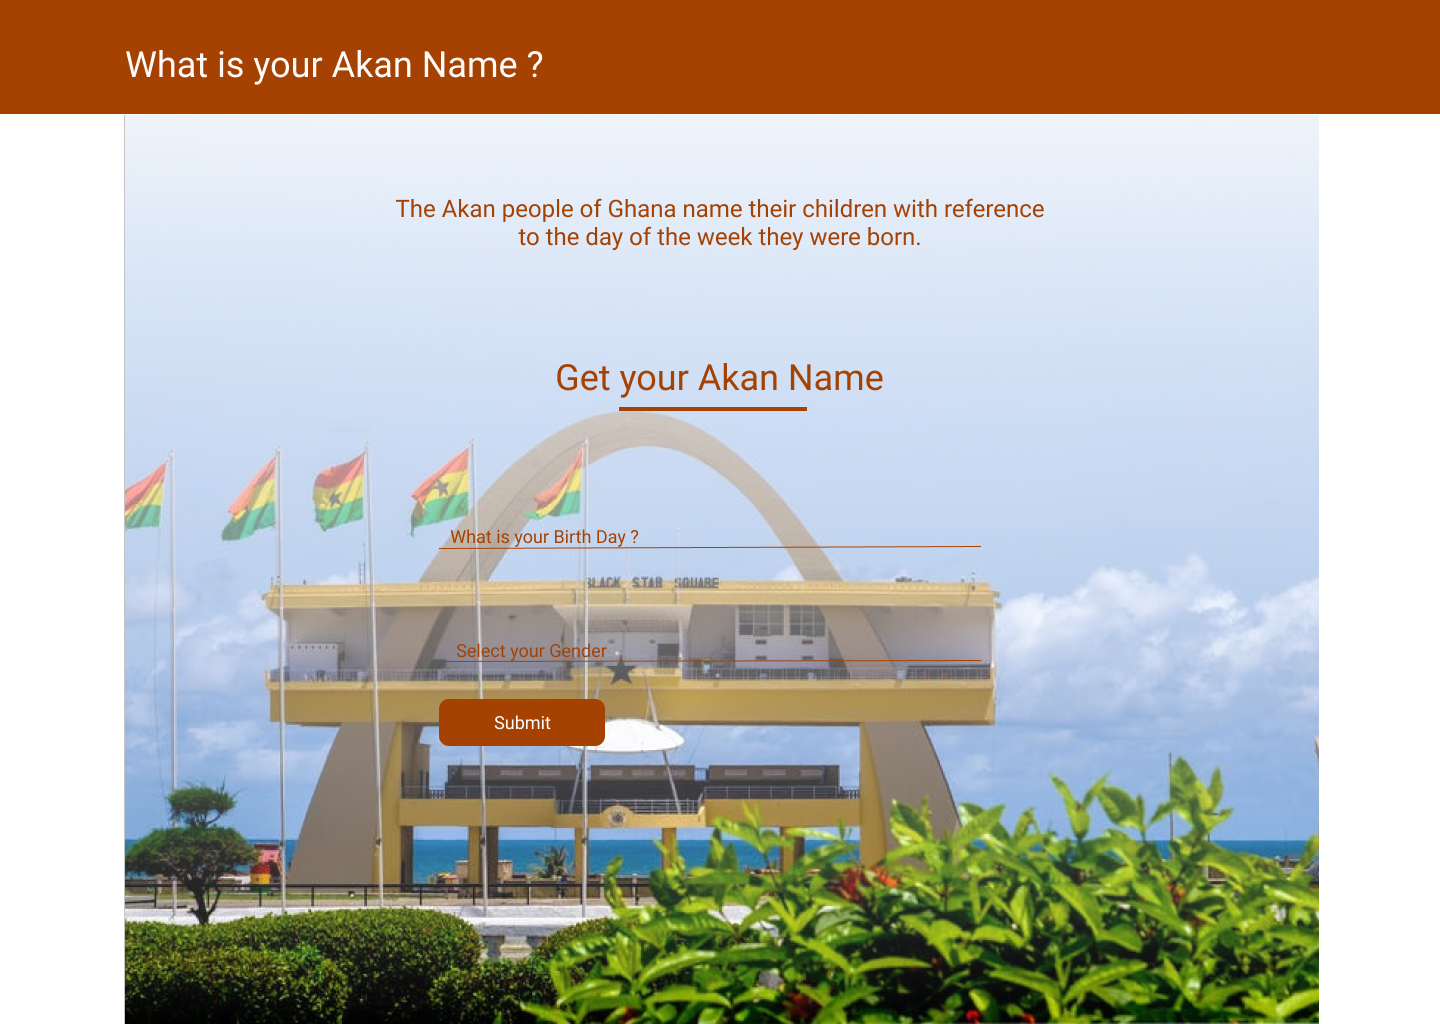 What is your Akan Name ?
The Akan people of Ghana name their children with reference
to the day of the week they were born.
Get your Akan Name
What is your Birth Day ?
BLACK STAR SQUARE
Select your Gender
Submit